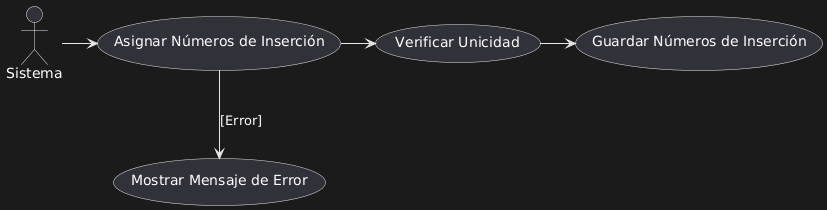 Sistema
Asignar Números de Inserción
Verificar Unicidad
Guardar Números de Inserción
[Error]
Mostrar Mensaje de Error